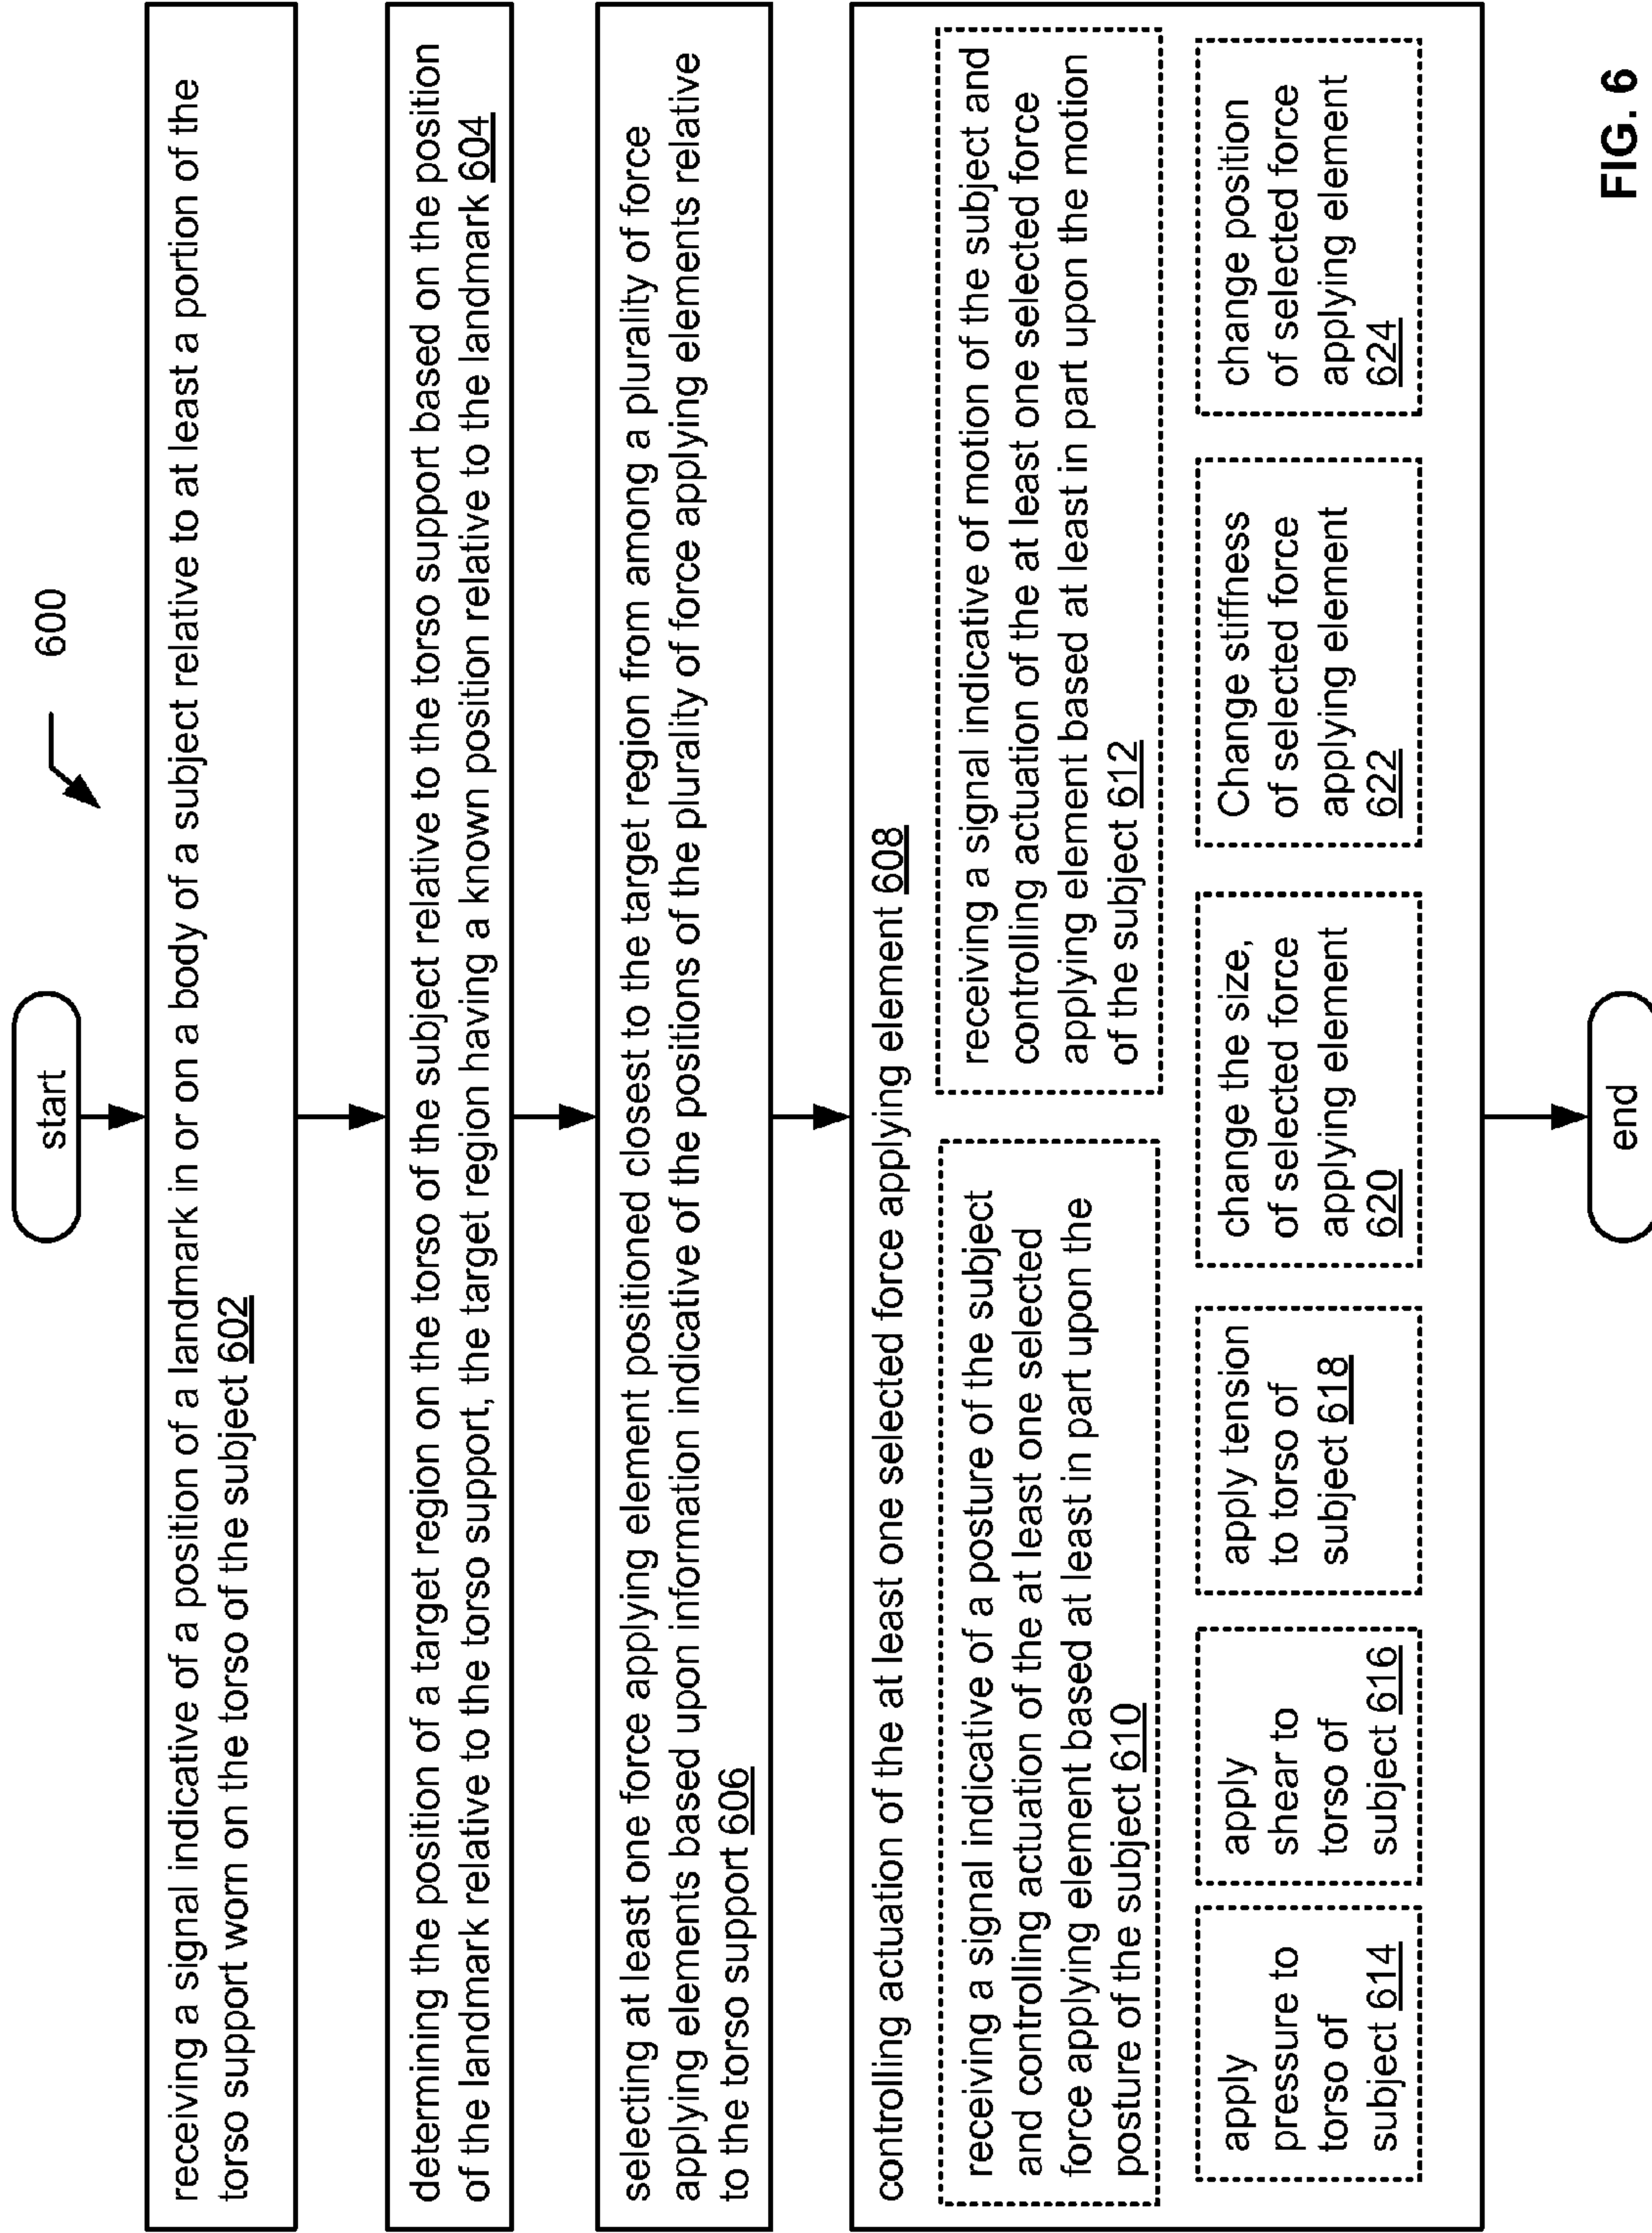 600
start
receiving a signal indicative of a position of a landmark in or on a body of a subject relative to at least a portion of the
torso support worn on the torso of the subject 602
determining the position of a target region on the torso of the subject relative to the torso support based on the position
of the landmark relative to the torso support, the target region having a known position relative to the landmark 604
selecting at least one force applying element positioned closest to the target region from among a plurality of force
applying elements based upon information indicative of the positions of the plurality of force applying elements relative
to the torso support 606
controlling actuation of the at least one selected force applying element 608
receiving a signal indicative of a posture of the subject
and controlling actuation of the at least one selected
force applying element based at least in part upon the
posture of the subject 610
receiving a signal indicative of motion of the subject and
controlling actuation of the at least one selected force
applying element based at least in part upon the motion
of the subject 612
apply
pressure to
torso of
subject 614
apply
shear to
torso of
subject 616
apply tension
to torso of
subject 618
change the size,
of selected force
applying element
620
Change stiffness
of selected force
applying element
622
change position
of selected force
applying element
624
end
FIG. 6